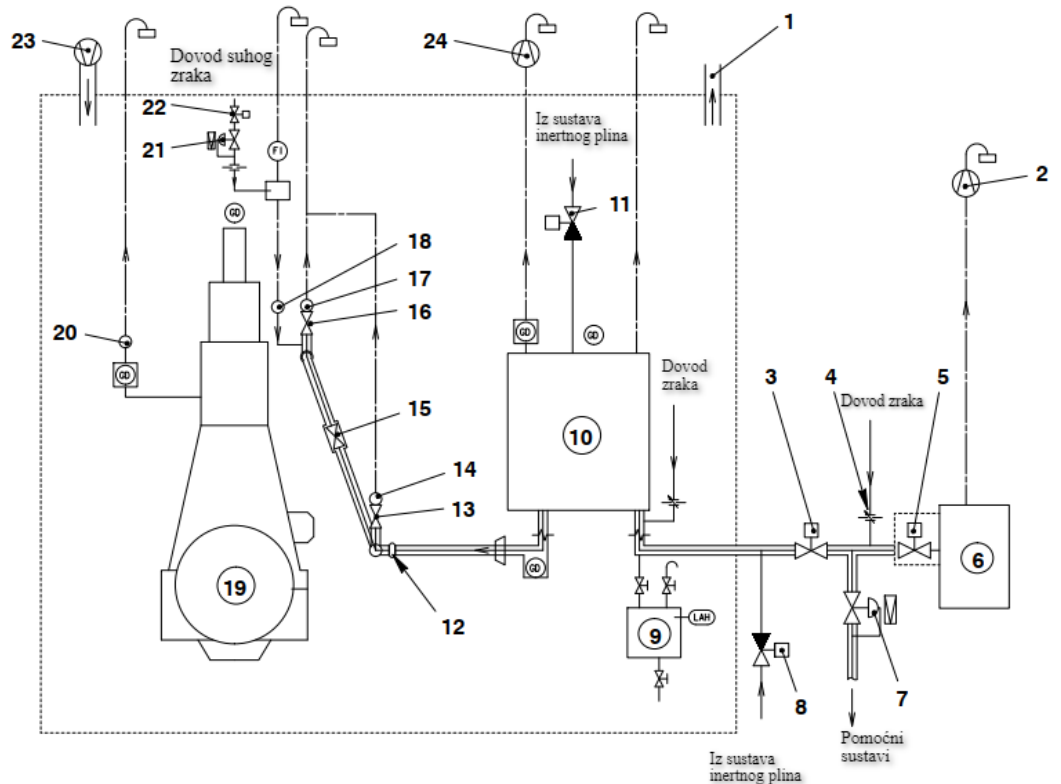 23
Dovod suhog
zraka
24
1
22
Iz sustava
inertnog plina
21
FI
2
GD
11
18
17
20
16
GD
GD
GD
Dovod
zraka
3
4
5
Dovod zraka
15
10
14
13
6
GD
19
12
9
LAH
8
7
Pomoćni
sustavi
Iz sustava
inertnog plina